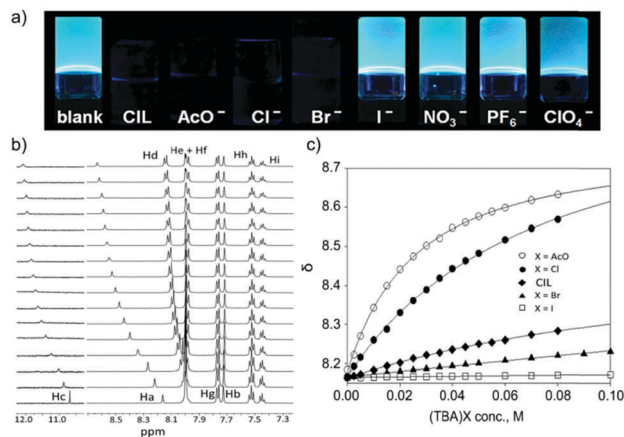 a)
blank CIL AcO⁻ Cl⁻ Br⁻ I⁻ NO₃⁻ PF₆⁻ ClO₄⁻
b)
Hd He + Hf Hh Hi
Hc Ha Hg Hb
12.0 11.0 8.5 8.3 8.1 7.9 7.7 7.5 7.3
ppm
c)
8.7
8.6
8.5
8.4
8.3
8.2
δ
X = AcO
X = Cl
CIL
X = Br
X = I
0.00 0.02 0.04 0.06 0.08 0.10
(TBA)X conc., M